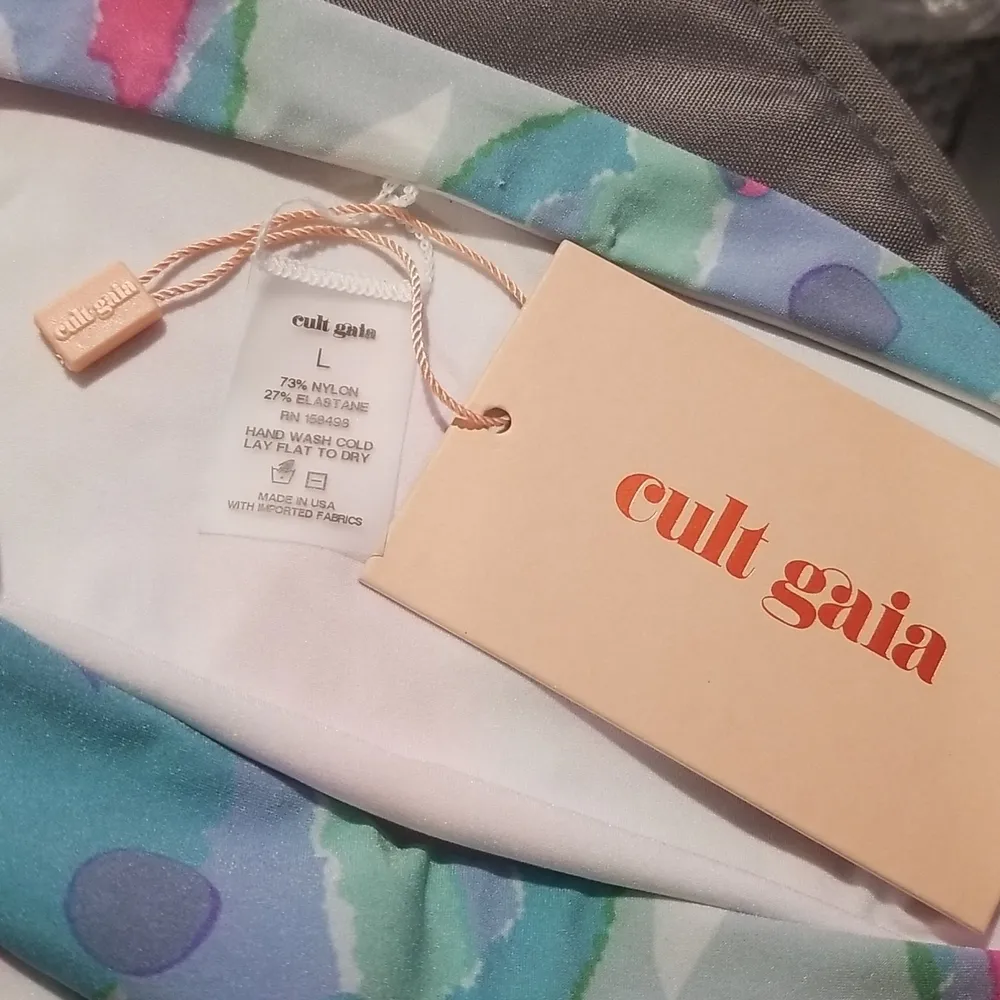 cult gaia
cult gaia
L
73% NYLON
27% ELASTANE
RN 158498
HAND WASH COLD
LAY FLAT TO DRY
MADE IN USA
WITH IMPORTED FABRICS
cult gaia